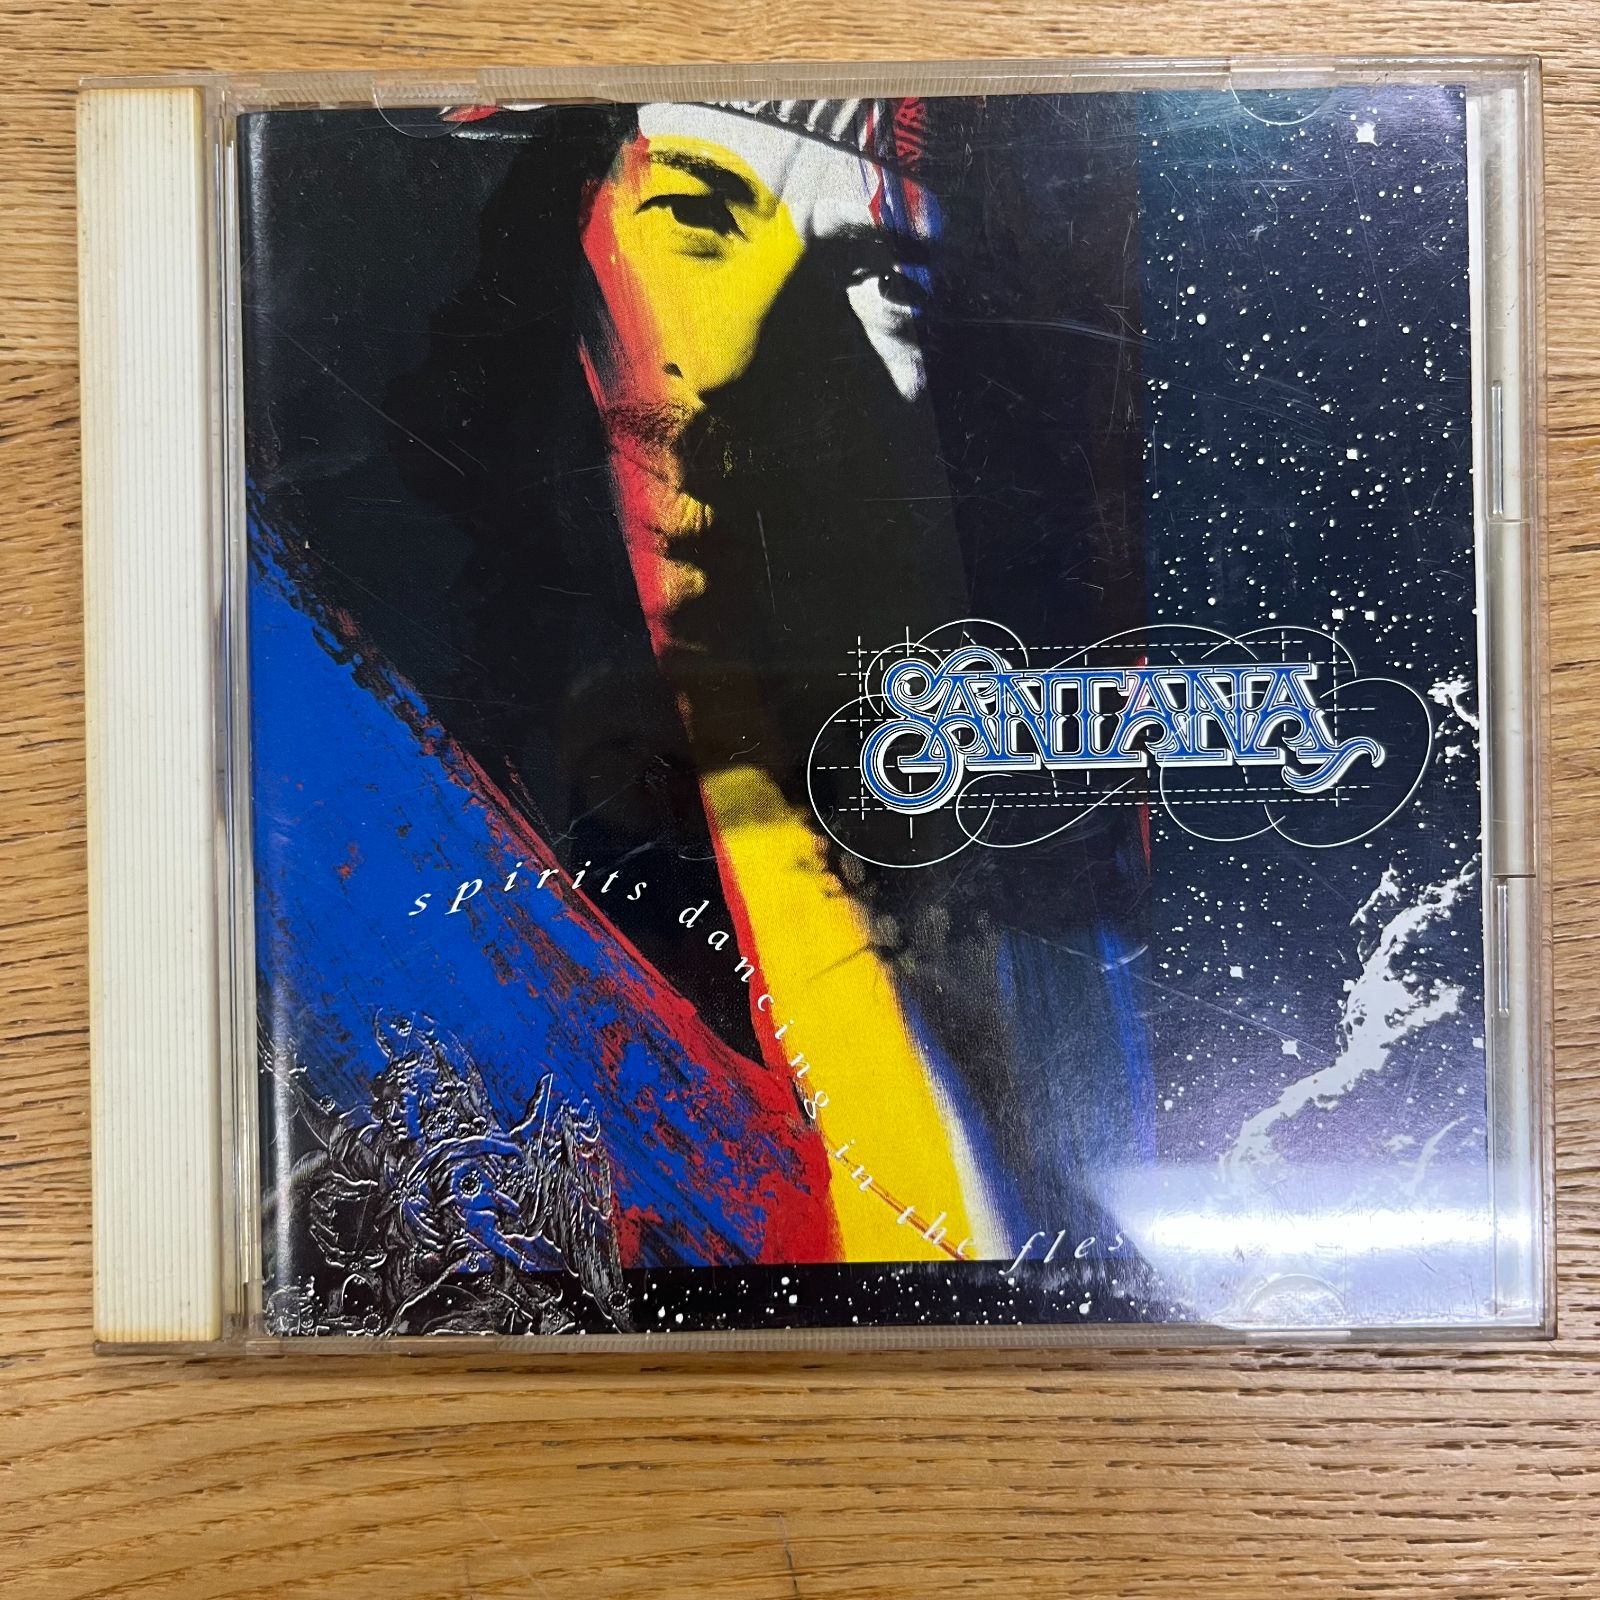 SANTANA
spirits dancing in the fles